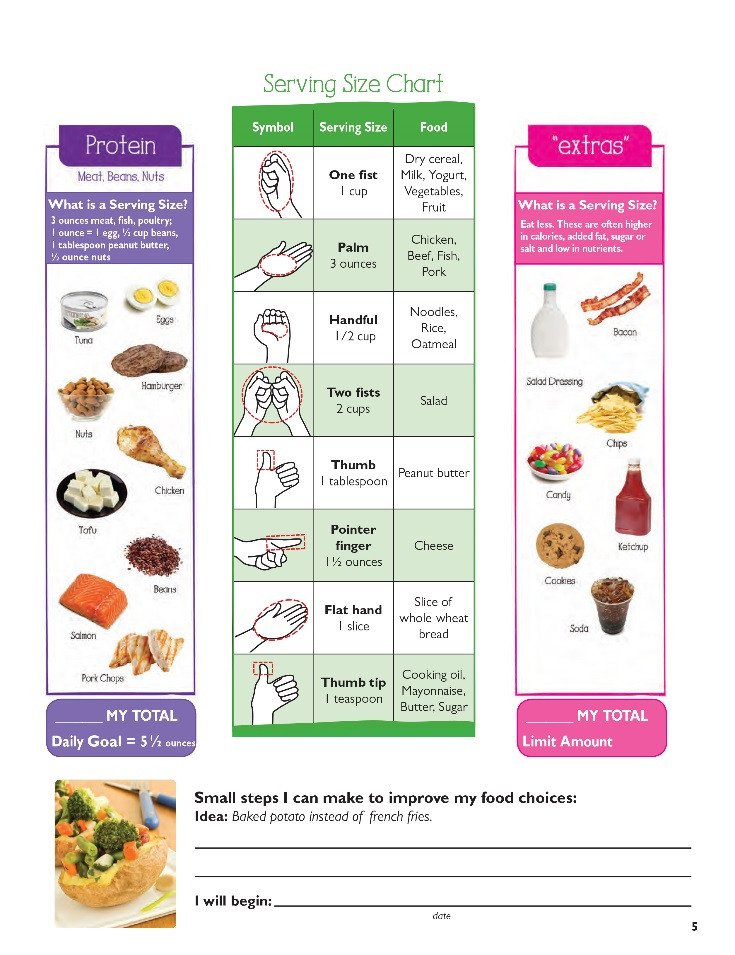 Serving Size Chart
Protein
Meat, Beans, Nuts
What is a Serving Size?
3 ounces meat, fish, poultry;
1 ounce = 1 egg, ½ cup beans,
1 tablespoon peanut butter,
½ ounce nuts
Tuna
Eggs
Hamburger
Nuts
Chicken
Tofu
Beans
Salmon
Pork Chops
______ MY TOTAL
Daily Goal = 5 ½ ounces
Symbol
Serving Size
Food
One fist
1 cup
Dry cereal,
Milk, Yogurt,
Vegetables,
Fruit
Palm
3 ounces
Chicken,
Beef, Fish,
Pork
Handful
1/2 cup
Noodles,
Rice,
Oatmeal
Two fists
2 cups
Salad
Thumb
1 tablespoon
Peanut butter
Pointer
finger
1½ ounces
Cheese
Flat hand
1 slice
Slice of
whole wheat
bread
Thumb tip
1 teaspoon
Cooking oil,
Mayonnaise,
Butter, Sugar
"extras"
What is a Serving Size?
Eat less. These are often higher
in calories, added fat, sugar or
salt and low in nutrients.
Bacon
Salad Dressing
Chips
Candy
Ketchup
Cookies
Soda
______ MY TOTAL
Limit Amount
Small steps I can make to improve my food choices:
Idea: Baked potato instead of french fries.
I will begin:
date
5